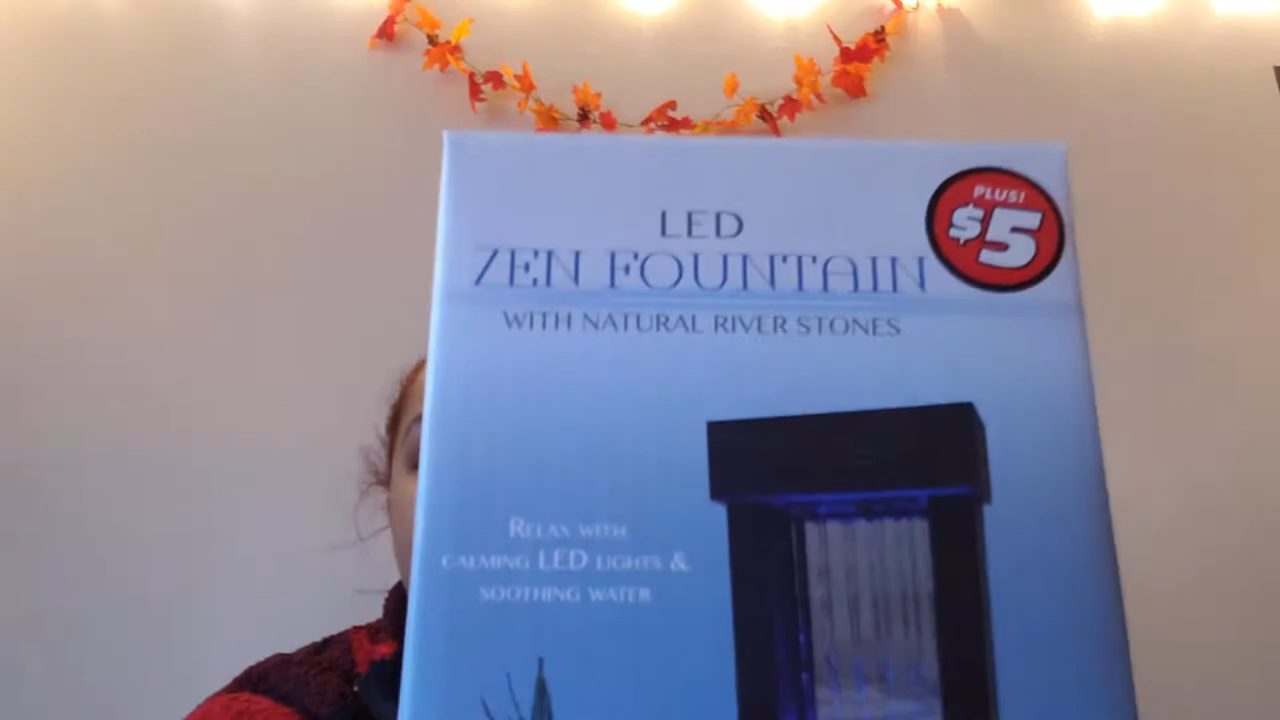 PLUS!
$5
LED
ZEN FOUNTAIN
WITH NATURAL RIVER STONES
RELAX WITH
CALMING LED LIGHTS &
SOOTHING WATER